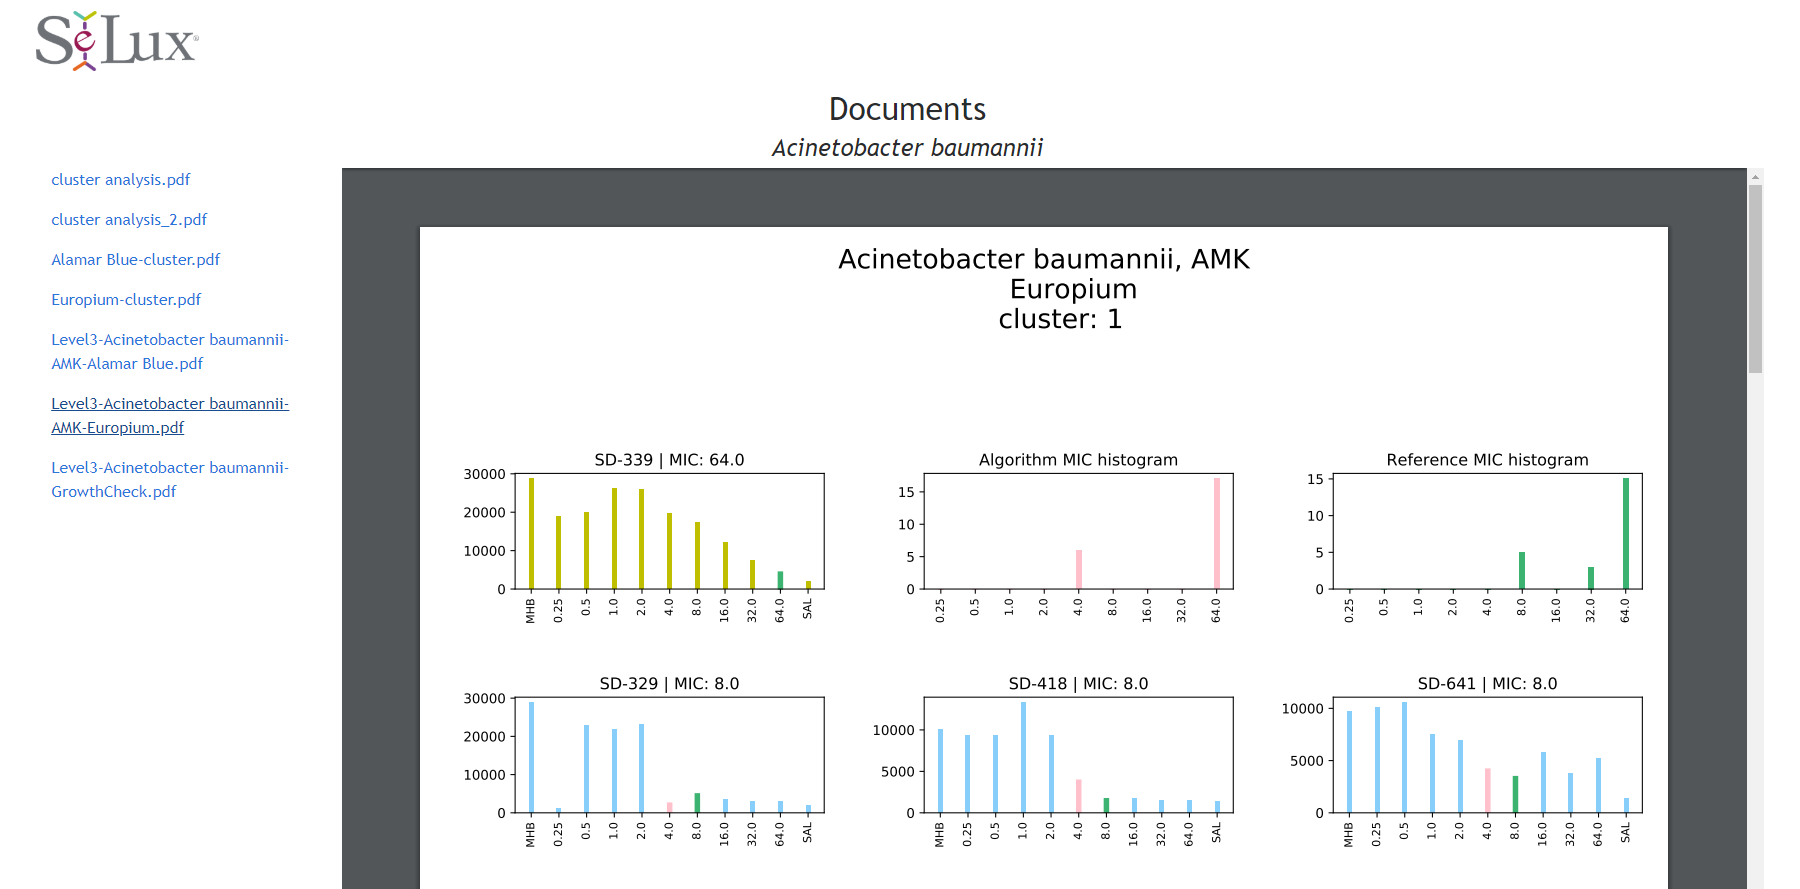 SeLux®
Documents
Acinetobacter baumannii
cluster analysis.pdf
cluster analysis_2.pdf
Alamar Blue-cluster.pdf
Europium-cluster.pdf
Level3-Acinetobacter baumannii-
AMK-Alamar Blue.pdf
Level3-Acinetobacter baumannii-
AMK-Europium.pdf
Level3-Acinetobacter baumannii-
GrowthCheck.pdf
Acinetobacter baumannii, AMK
Europium
cluster: 1
SD-339 | MIC: 64.0
30000
20000
10000
0
MHB 0.25 0.5 1.0 2.0 4.0 8.0 16.0 32.0 64.0 SAL
Algorithm MIC histogram
15
10
5
0
0.25 0.5 1.0 2.0 4.0 8.0 16.0 32.0 64.0
Reference MIC histogram
15
10
5
0
0.25 0.5 1.0 2.0 4.0 8.0 16.0 32.0 64.0
SD-329 | MIC: 8.0
30000
20000
10000
0
MHB 0.25 0.5 1.0 2.0 4.0 8.0 16.0 32.0 64.0 SAL
SD-418 | MIC: 8.0
10000
5000
0
MHB 0.25 0.5 1.0 2.0 4.0 8.0 16.0 32.0 64.0 SAL
SD-641 | MIC: 8.0
10000
5000
0
MHB 0.25 0.5 1.0 2.0 4.0 8.0 16.0 32.0 64.0 SAL